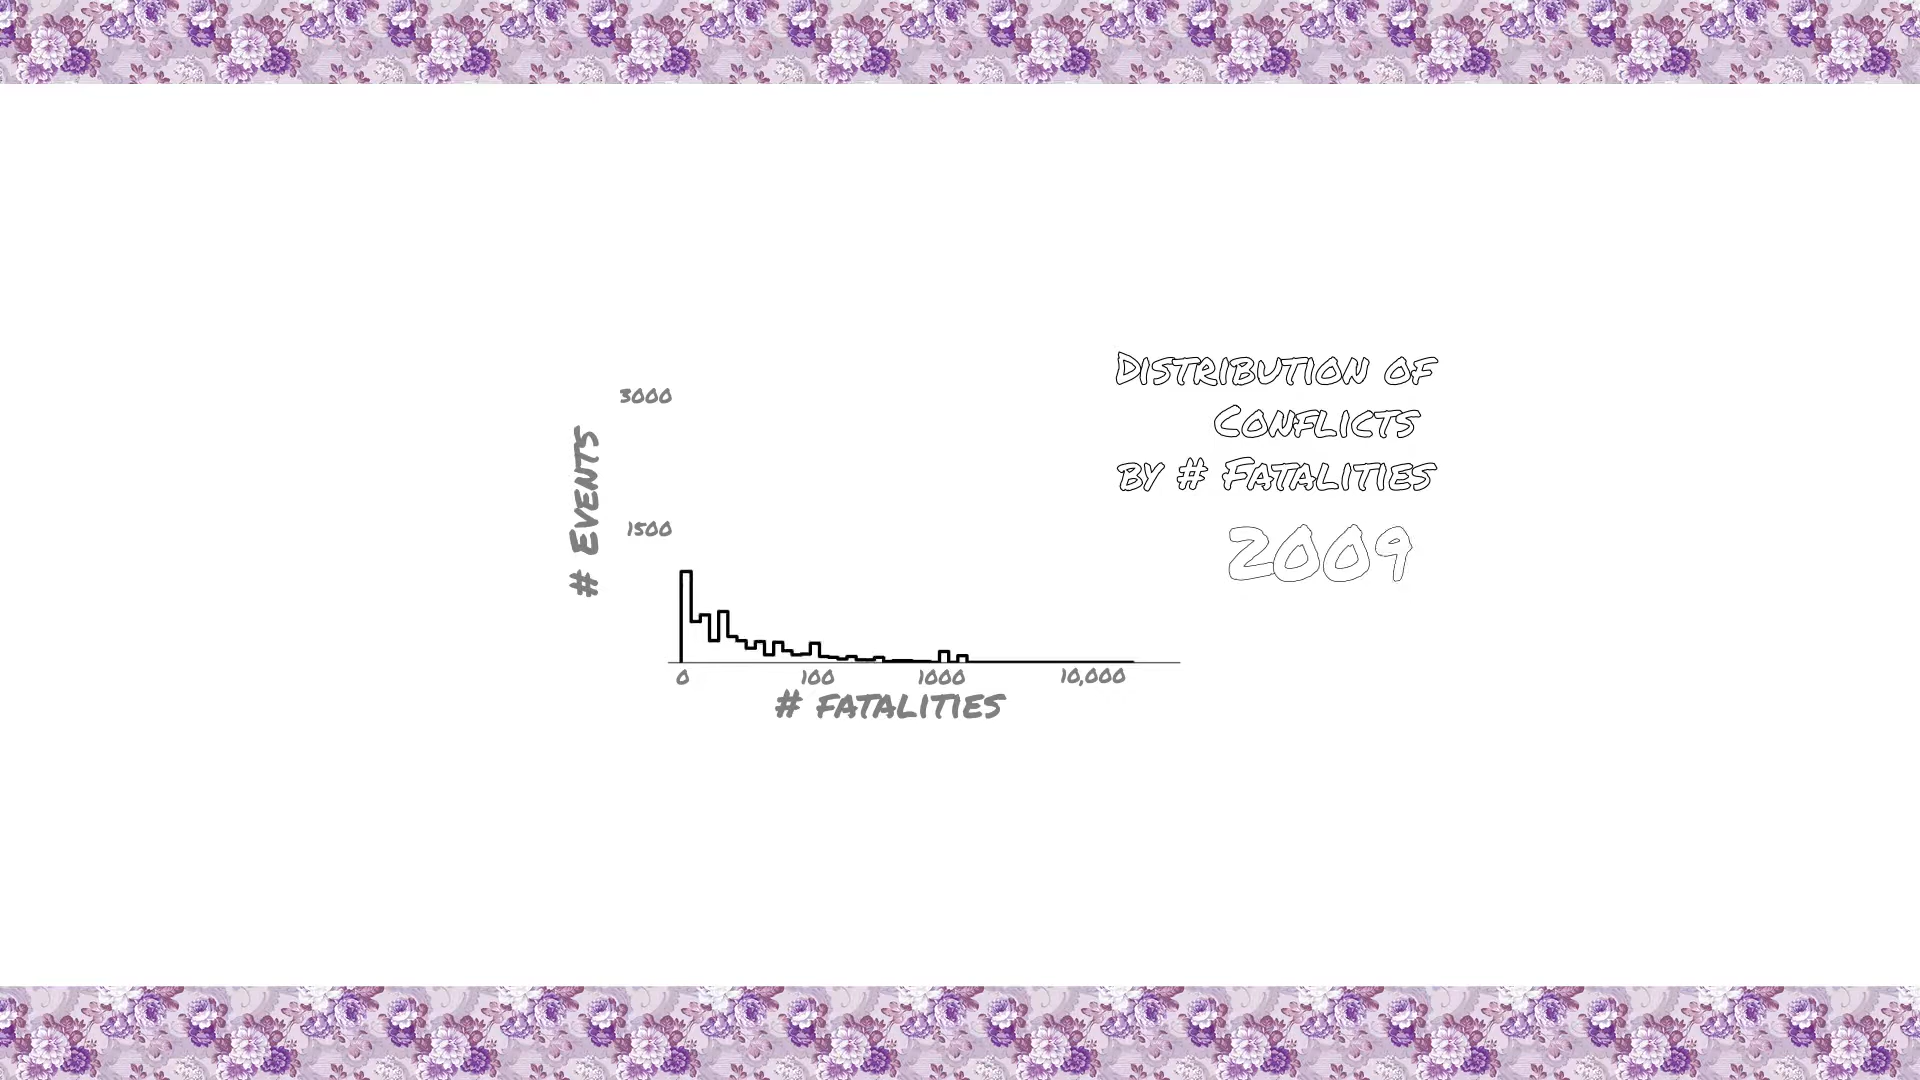 Distribution of
Conflicts
by # Fatalities
2009
3000
1500
# Events
0 100 1000 10,000
# fatalities